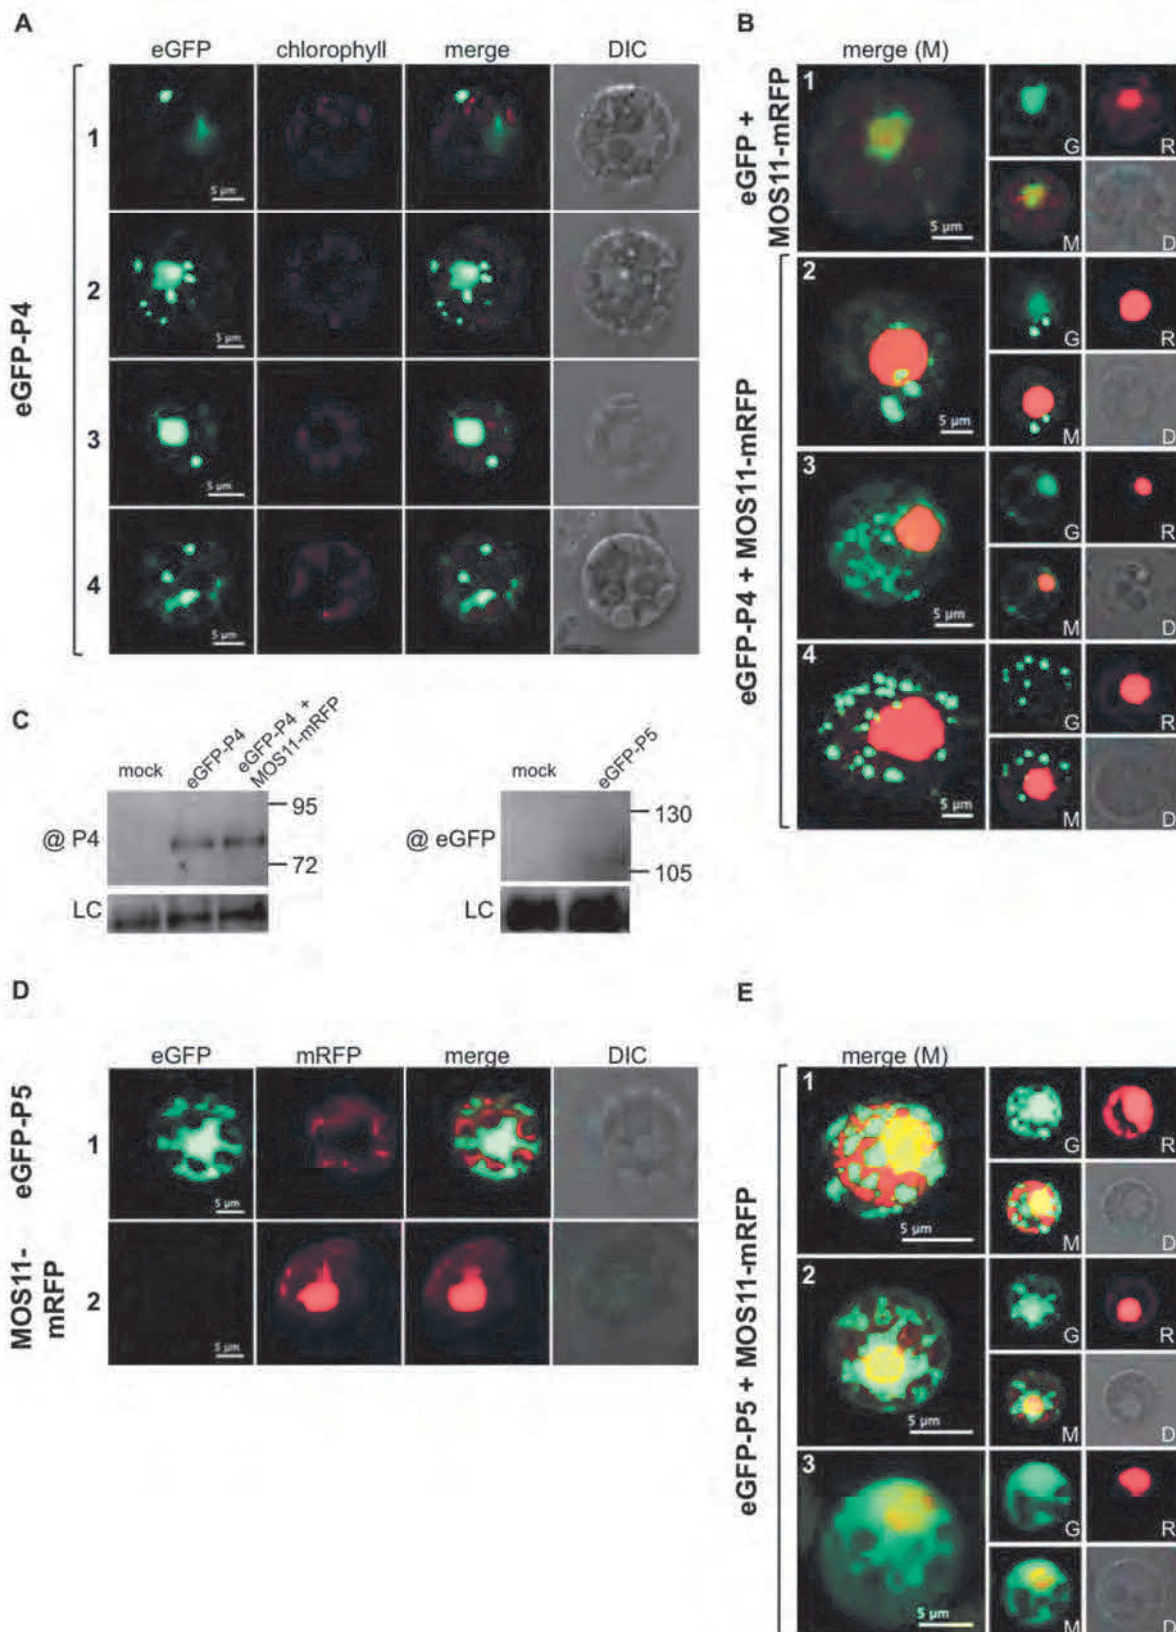 A
eGFP chlorophyll merge DIC
eGFP-P4
1
5 µm
2
5 µm
3
5 µm
4
5 µm
B
merge (M)
eGFP +
MOS11-mRFP
1
5 µm
G
R
M
D
eGFP-P4 + MOS11-mRFP
2
5 µm
G
R
M
D
3
5 µm
G
R
M
D
4
5 µm
G
R
M
D
C
mock
eGFP-P4
eGFP-P4 +
MOS11-mRFP
@ P4
95
72
LC
mock
eGFP-P5
@ eGFP
130
105
LC
D
eGFP mRFP merge DIC
eGFP-P5
1
5 µm
MOS11-
mRFP
2
5 µm
E
merge (M)
eGFP-P5 + MOS11-mRFP
1
5 µm
G
R
M
D
2
5 µm
G
R
M
D
3
5 µm
G
R
M
D